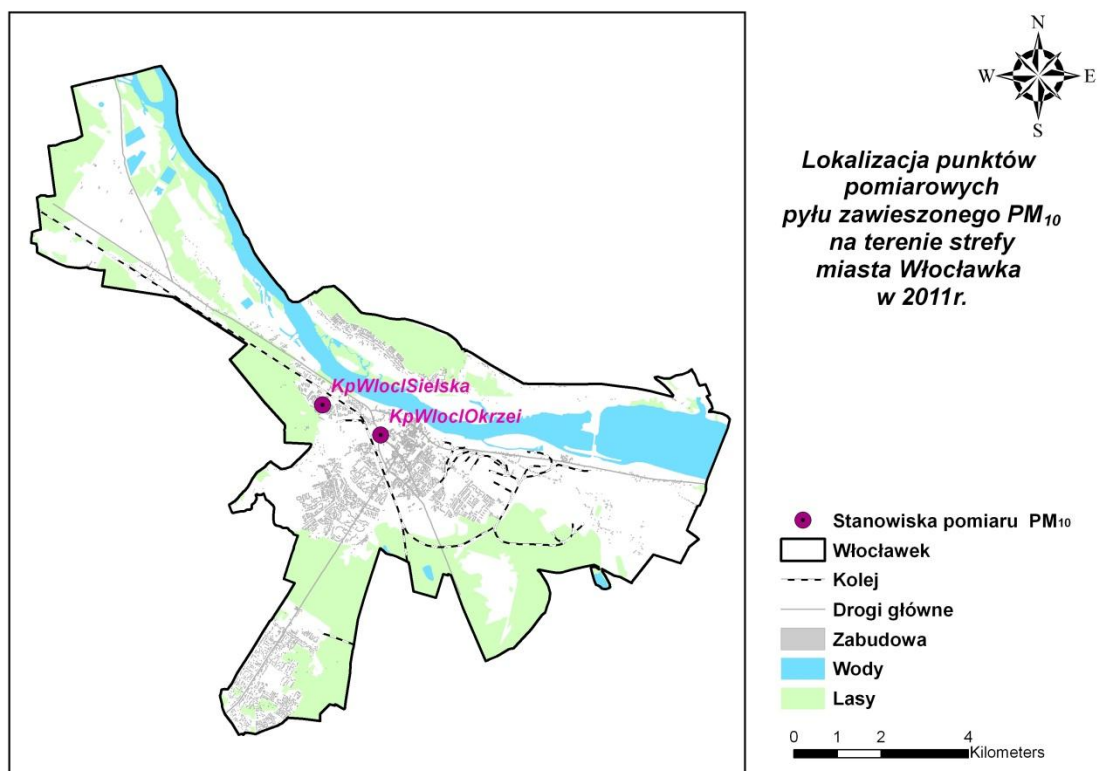 N
W E
S
Lokalizacja punktów
pomiarowych
pyłu zawieszonego PM10
na terenie strefy
miasta Włocławka
w 2011r.
KpWloclSielska
KpWloclOkrzei
Stanowiska pomiaru PM10
Włocławek
Kolej
Drogi główne
Zabudowa
Wody
Lasy
0 1 2 4
Kilometers